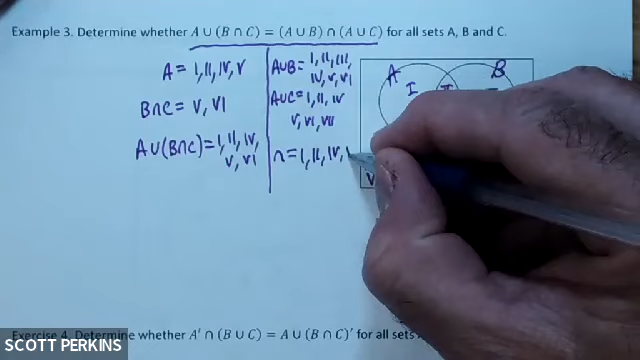 Example 3. Determine whether A ∪ (B ∩ C) = (A ∪ B) ∩ (A ∪ C) for all sets A, B and C.
A = I, II, IV, V
B∩C = V, VI
A∪(B∩C) = I, II, IV,
V, VI
A∪B = I, II, III,
IV, V, VI
A∪C = I, II, IV
V, VI, VII
∩ = I, II, IV,
A
B
I
Exercise 4. Determine whether A′ ∩ (B ∪ C) = A ∪ (B ∩ C)′ for all sets
SCOTT PERKINS